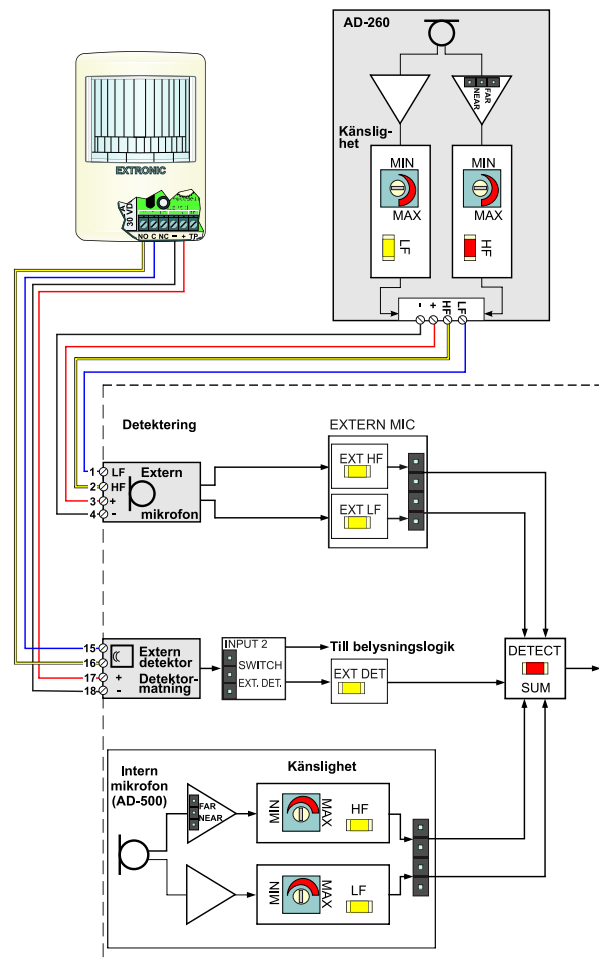 AD-260
FAR
NEAR
Känslig-
het
MIN
MAX
LF
MIN
MAX
HF
- + HF LF
EXTRONIC
30 VD
NO C NC - + TP
Detektering
EXTERN MIC
1 LF Extern
2 HF
3 +
4 - mikrofon
EXT HF
EXT LF
15 Extern
16 detektor
17 + Detektor-
18 - matning
INPUT 2
SWITCH
EXT. DET.
Till belysningslogik
EXT DET
DETECT
SUM
Intern
mikrofon
(AD-500)
Känslighet
FAR
NEAR
MIN
MAX
HF
MIN
MAX
LF